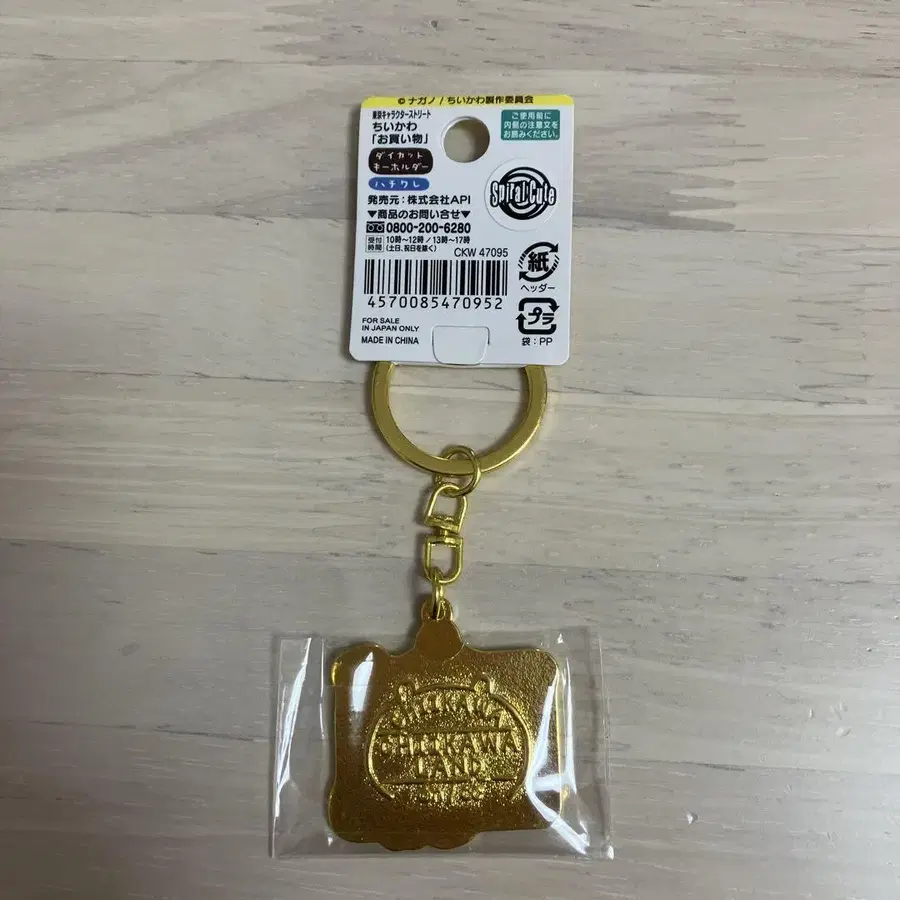 © ナガノ / ちいかわ製作委員会
東京キャラクターストリート
ちいかわ
「お買い物」
ダイカット
キーホルダー
ハチワレ
ご使用前に
内側の注意文を
お読みください。
SpiralCute
発売元：株式会社API
▼商品のお問い合せ▼
0800-200-6280
受付
時間
10時〜12時 / 13時〜17時
(土日、祝日を除く)
CKW 47095
紙
ヘッダー
4570085470952
プラ
袋：PP
FOR SALE
IN JAPAN ONLY
MADE IN CHINA
CHIIKAWA
CHIIKAWA
LAND